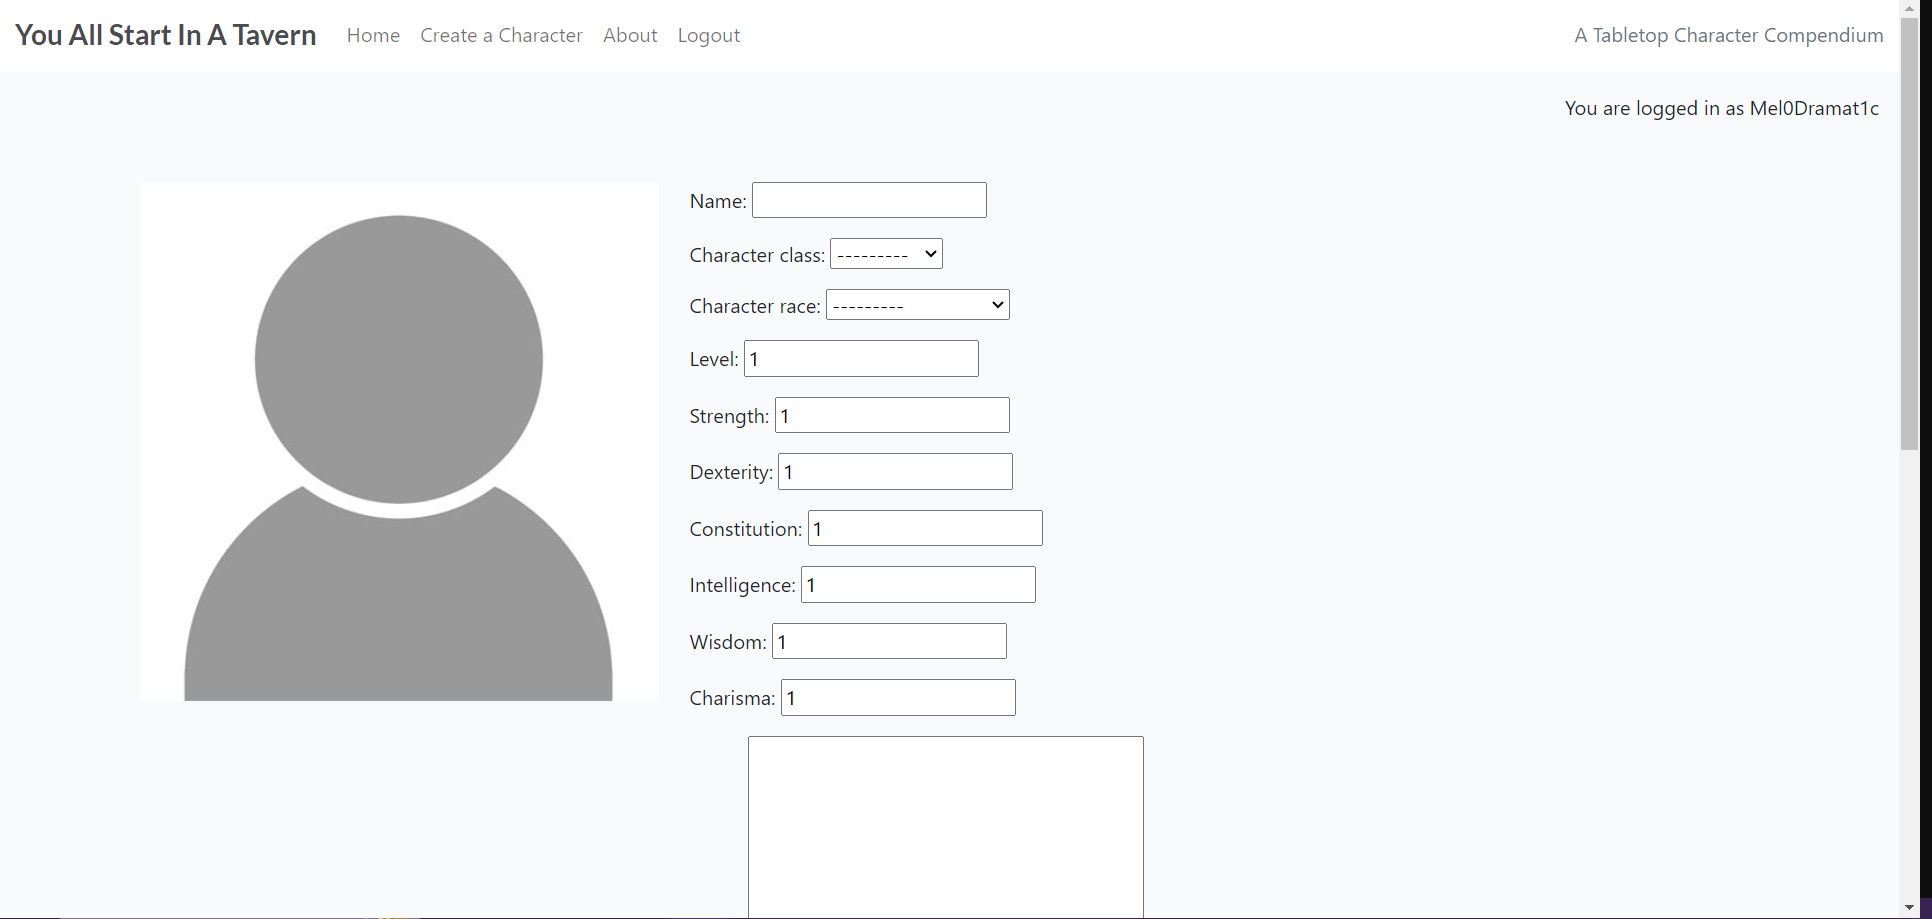 You All Start In A Tavern Home Create a Character About Logout A Tabletop Character Compendium
You are logged in as Mel0Dramat1c
Name:
Character class: ---------
Character race: ---------
Level: 1
Strength: 1
Dexterity: 1
Constitution: 1
Intelligence: 1
Wisdom: 1
Charisma: 1